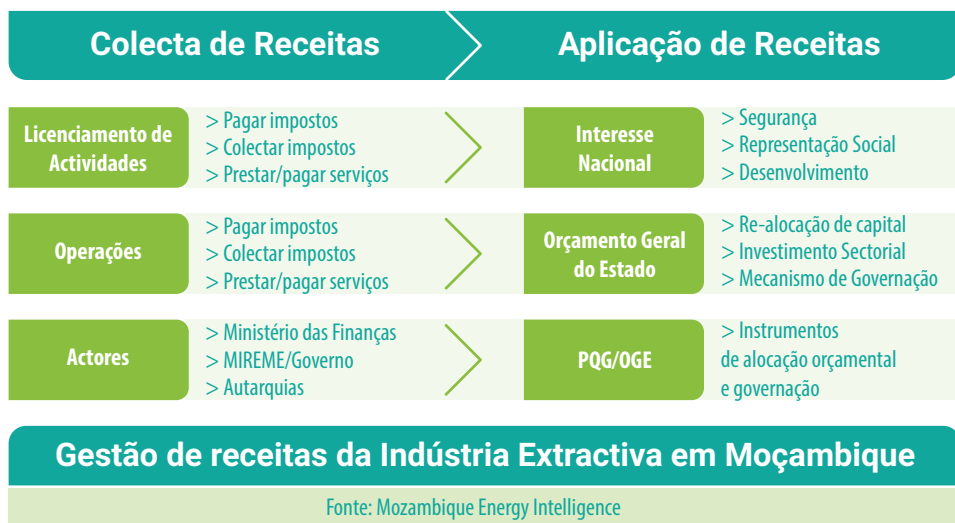 Colecta de Receitas
Aplicação de Receitas
Licenciamento de
Actividades
> Pagar impostos
> Colectar impostos
> Prestar/pagar serviços
Interesse
Nacional
> Segurança
> Representação Social
> Desenvolvimento
Operações
> Pagar impostos
> Colectar impostos
> Prestar/pagar serviços
Orçamento Geral
do Estado
> Re-alocação de capital
> Investimento Sectorial
> Mecanismo de Governação
Actores
> Ministério das Finanças
> MIREME/Governo
> Autarquias
PQG/OGE
> Instrumentos
de alocação orçamental
e governação
Gestão de receitas da Indústria Extractiva em Moçambique
Fonte: Mozambique Energy Intelligence